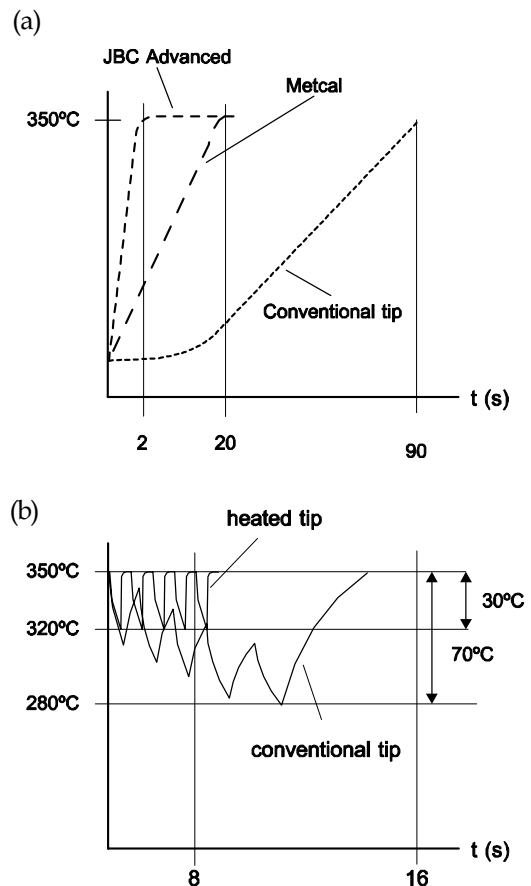 (a)
JBC Advanced
Metcal
350ºC
Conventional tip
t (s)
2
20
90
(b)
heated tip
350ºC
30ºC
320ºC
70ºC
280ºC
conventional tip
t (s)
8
16